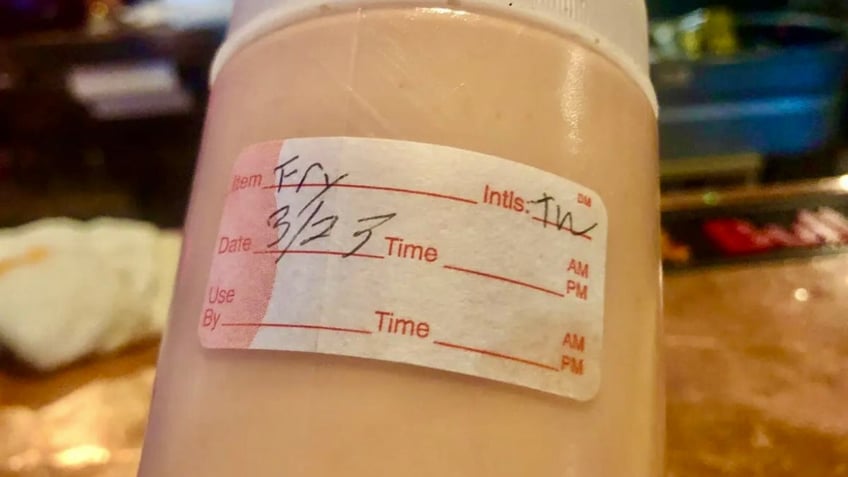 Item Fry Intls: JW
Date 3/23 Time AM
PM
Use
By Time AM
PM